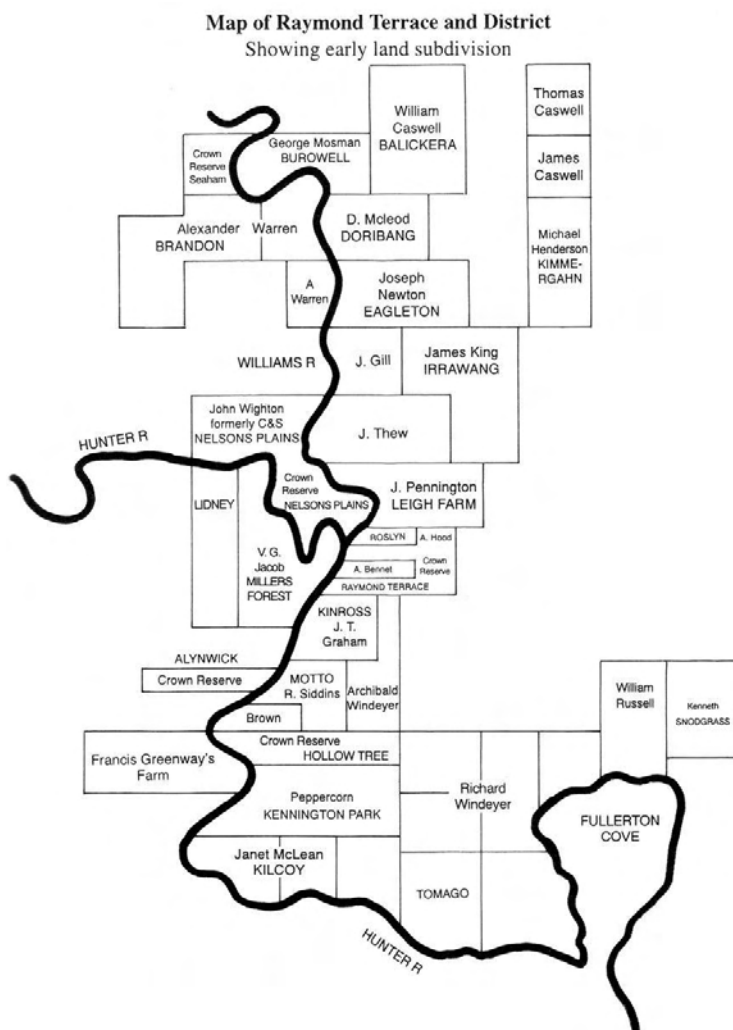 Map of Raymond Terrace and District
Showing early land subdivision
Thomas
Caswell
William
Caswell
BALICKERA
George Mosman
BUROWELL
Crown
Reserve
Seaham
James
Caswell
Alexander Warren
BRANDON
D. Mcleod
DORIBANG
Michael
Henderson
KIMME-
RGAHN
A
Warren
Joseph
Newton
EAGLETON
WILLIAMS R
J. Gill
James King
IRRAWANG
John Wighton
formerly C&S
NELSONS PLAINS
J. Thew
HUNTER R
LIDNEY
Crown
Reserve
NELSONS PLAINS
J. Pennington
LEIGH FARM
V. G.
Jacob
MILLERS
FOREST
ROSLYN
A. Hood
Crown
Reserve
A. Bennet
RAYMOND TERRACE
KINROSS
J. T.
Graham
ALYNWICK
Crown Reserve
MOTTO
R. Siddins
Archibald
Windeyer
William
Russell
Kenneth
SNODGRASS
Brown
Francis Greenway's
Farm
Crown Reserve
HOLLOW TREE
Peppercorn
KENNINGTON PARK
Richard
Windeyer
FULLERTON
COVE
Janet McLean
KILCOY
TOMAGO
HUNTER R